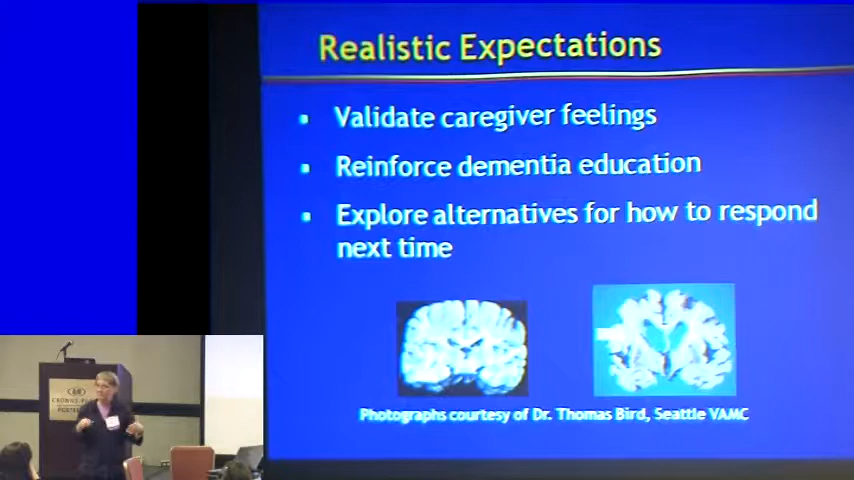 Realistic Expectations
Validate caregiver feelings
Reinforce dementia education
Explore alternatives for how to respond
next time
Photographs courtesy of Dr. Thomas Bird, Seattle VAMC